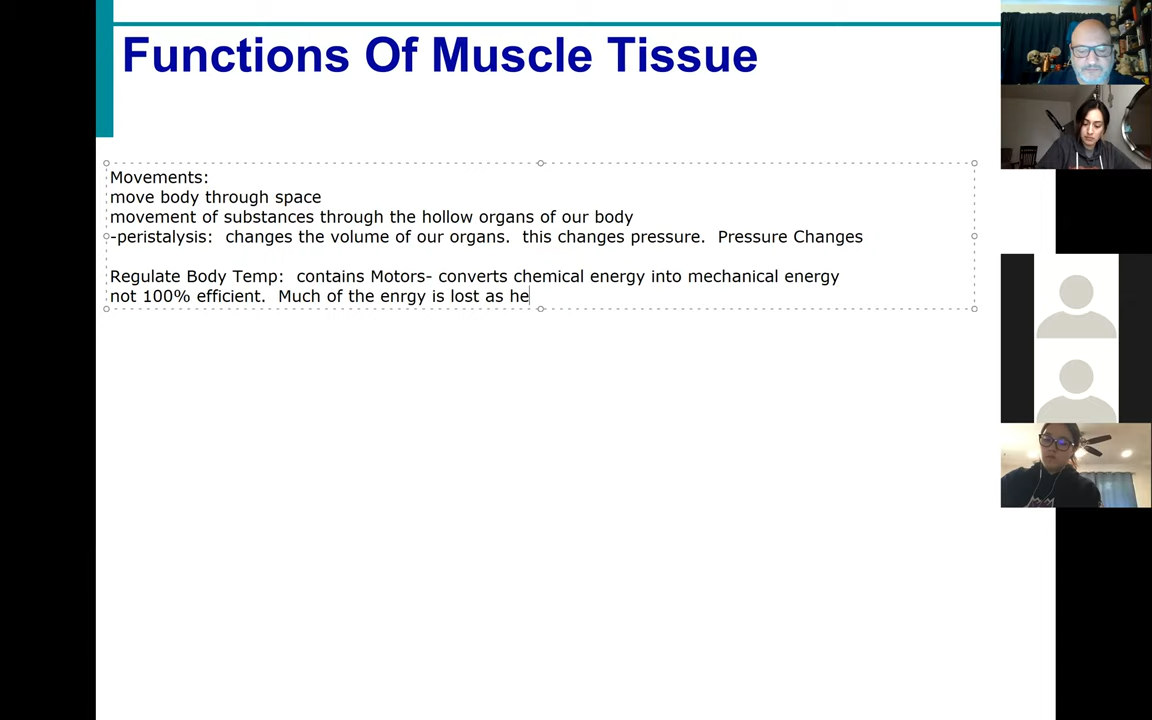 Functions Of Muscle Tissue
Movements:
move body through space
movement of substances through the hollow organs of our body
-peristalysis:  changes the volume of our organs.  this changes pressure.  Pressure Changes
Regulate Body Temp:  contains Motors- converts chemical energy into mechanical energy
not 100% efficient.  Much of the enrgy is lost as he